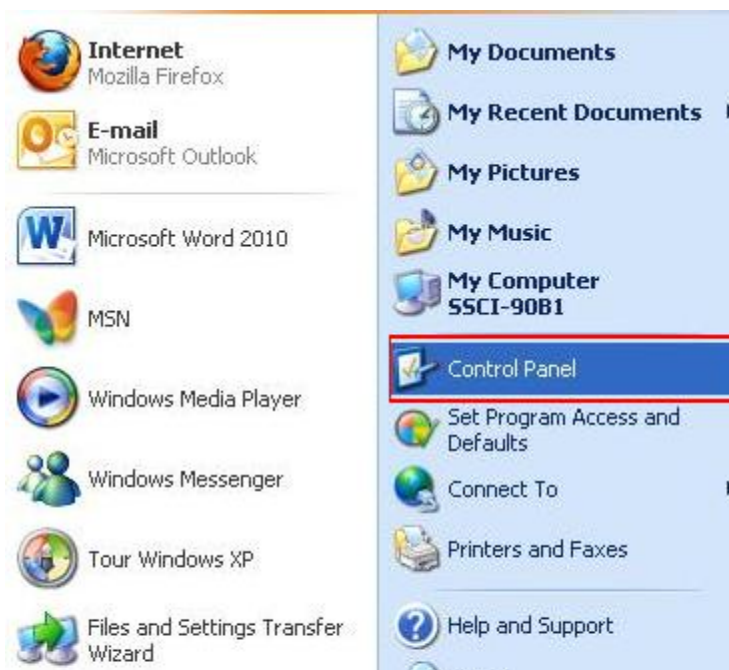 Internet
Mozilla Firefox
E-mail
Microsoft Outlook
Microsoft Word 2010
MSN
Windows Media Player
Windows Messenger
Tour Windows XP
Files and Settings Transfer
Wizard
My Documents
My Recent Documents
My Pictures
My Music
My Computer
SSCI-90B1
Control Panel
Set Program Access and
Defaults
Connect To
Printers and Faxes
Help and Support